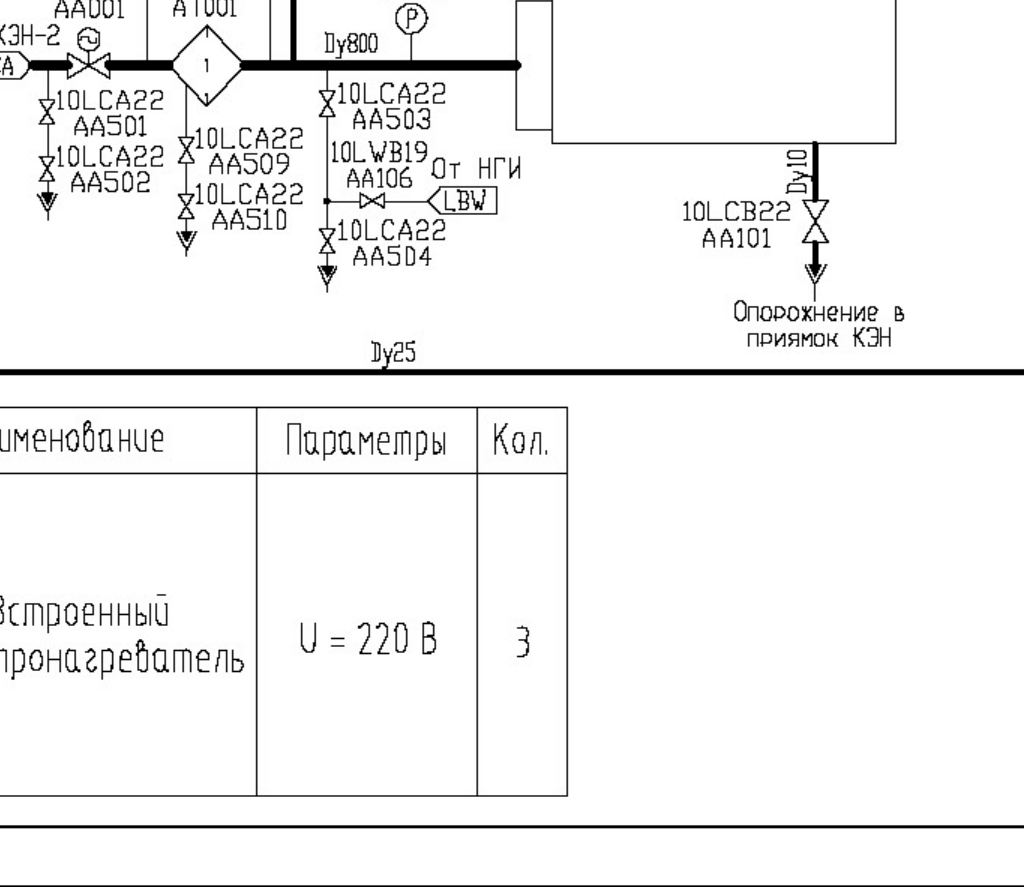 AA001
AT001
КЭН-2
P
Dy800
10LCA22
AA501
10LCA22
AA502
1
10LCA22
AA509
10LCA22
AA510
10LCA22
AA503
10LWB19
AA106
От НГИ
LBW
10LCA22
AA504
Dy10
10LCB22
AA101
Опорожнение в
приямок КЭН
Dy25
именование
Параметры
Кол.
Встроенный
пронагреватель
U = 220 В
3